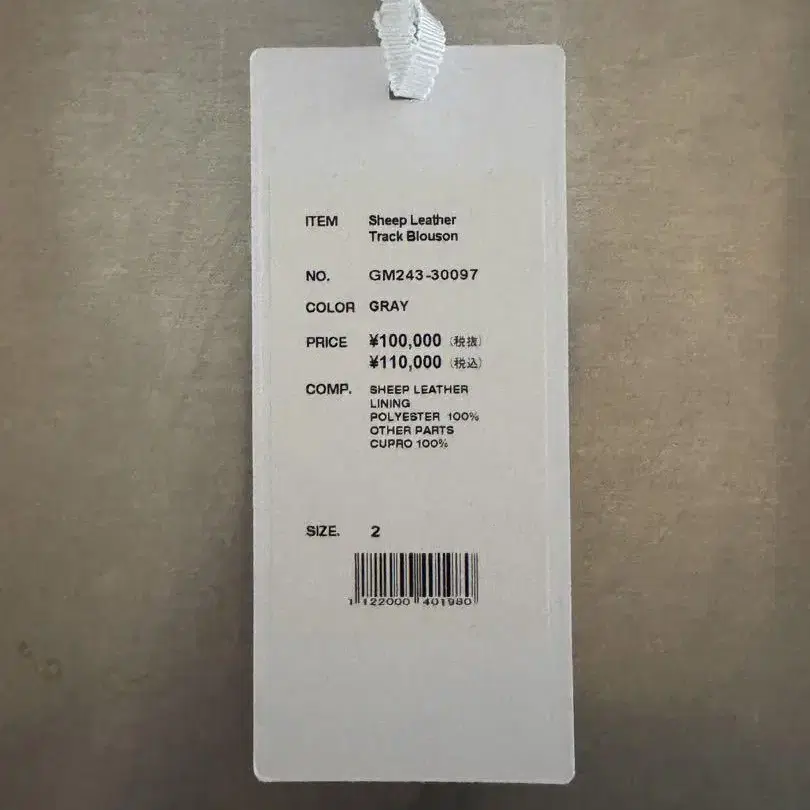 ITEM Sheep Leather
Track Blouson
NO. GM243-30097
COLOR GRAY
PRICE ¥100,000 (税抜)
¥110,000 (税込)
COMP. SHEEP LEATHER
LINING
POLYESTER 100%
OTHER PARTS
CUPRO 100%
SIZE. 2
1 122000 401980